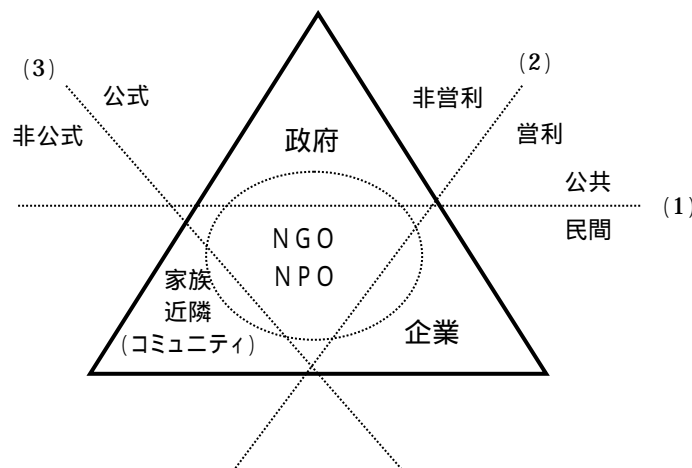 (3)
公式
非公式
(2)
非営利
営利
政府
公共
(1)
民間
NGO
NPO
家族
近隣
(コミュニティ)
企業